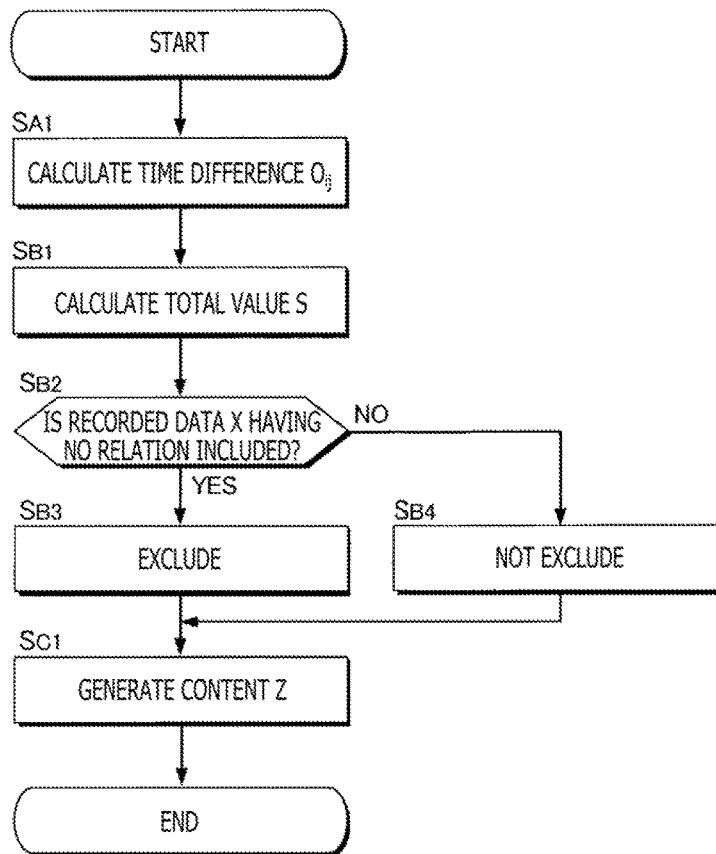 START
SA1
CALCULATE TIME DIFFERENCE Oij
SB1
CALCULATE TOTAL VALUE S
SB2
IS RECORDED DATA X HAVING
NO RELATION INCLUDED?
NO
YES
SB3
EXCLUDE
SB4
NOT EXCLUDE
SC1
GENERATE CONTENT Z
END